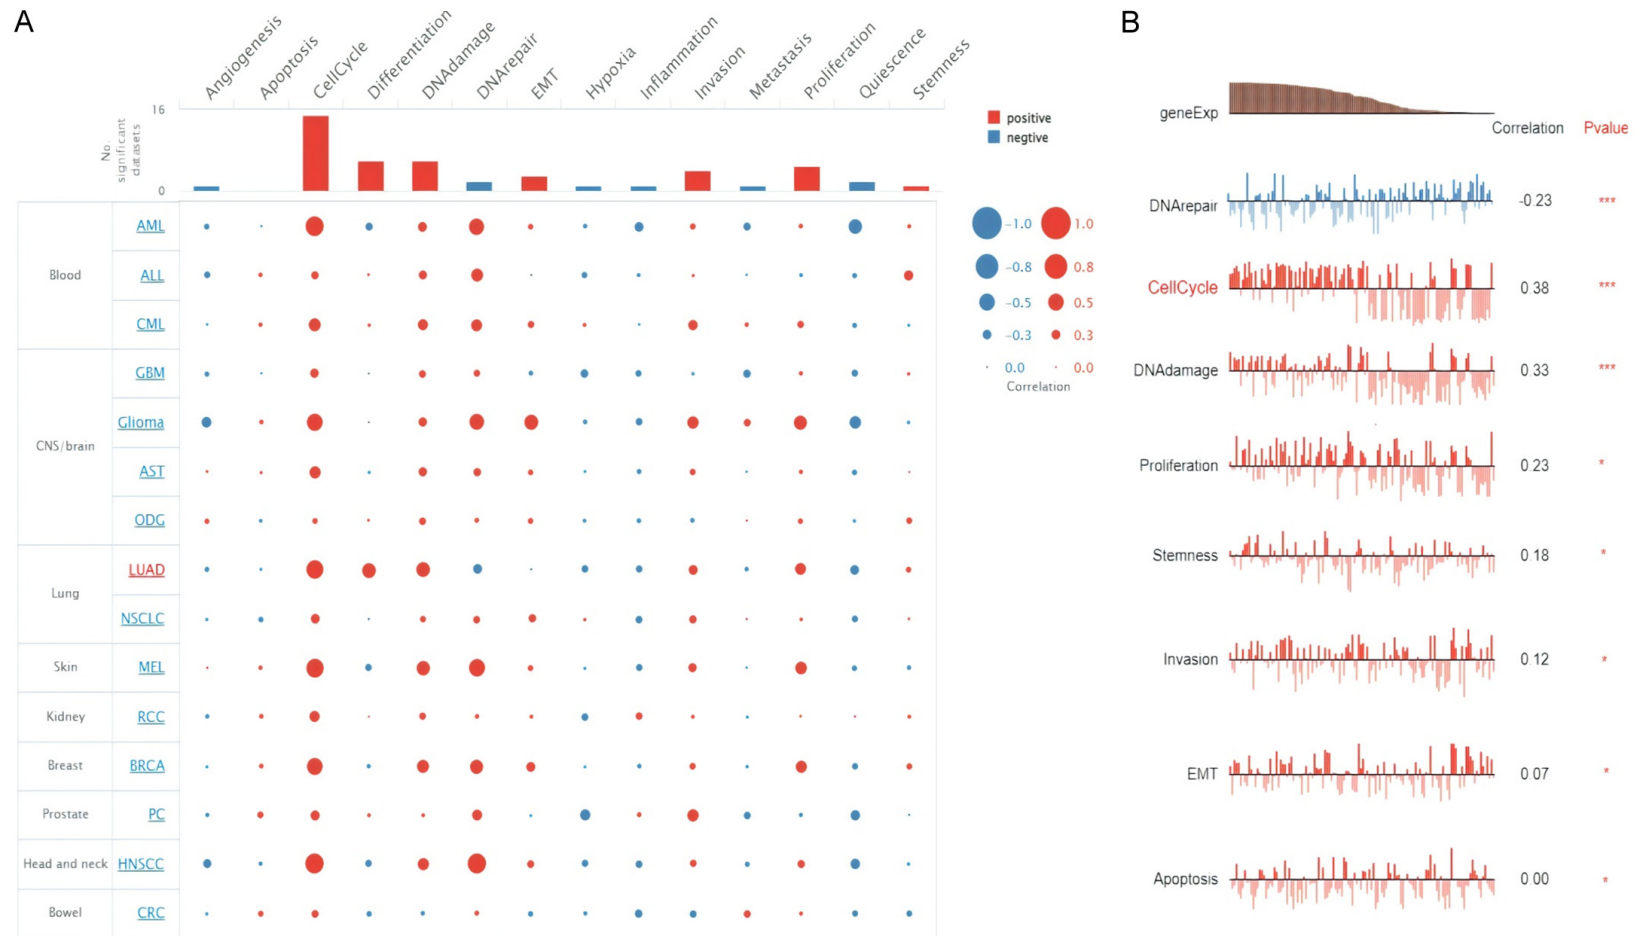 A
Angiogenesis
Apoptosis
CellCycle
Differentiation
DNAdamage
DNArepair
EMT
Hypoxia
Inflammation
Invasion
Metastasis
Proliferation
Quiescence
Stemness
No.
significant
datasets
16
0
positive
negtive
−1.0 1.0
−0.8 0.8
−0.5 0.5
−0.3 0.3
0.0 0.0
Correlation
Blood
AML
ALL
CML
CNS/brain
GBM
Glioma
AST
ODG
Lung
LUAD
NSCLC
Skin
MEL
Kidney
RCC
Breast
BRCA
Prostate
PC
Head and neck
HNSCC
Bowel
CRC
B
geneExp
Correlation Pvalue
DNArepair -0 23 ***
CellCycle 0 38 ***
DNAdamage 0 33 ***
Proliferation 0 23 *
Stemness 0 18 *
Invasion 0 12 *
EMT 0 07 *
Apoptosis 0 00 *